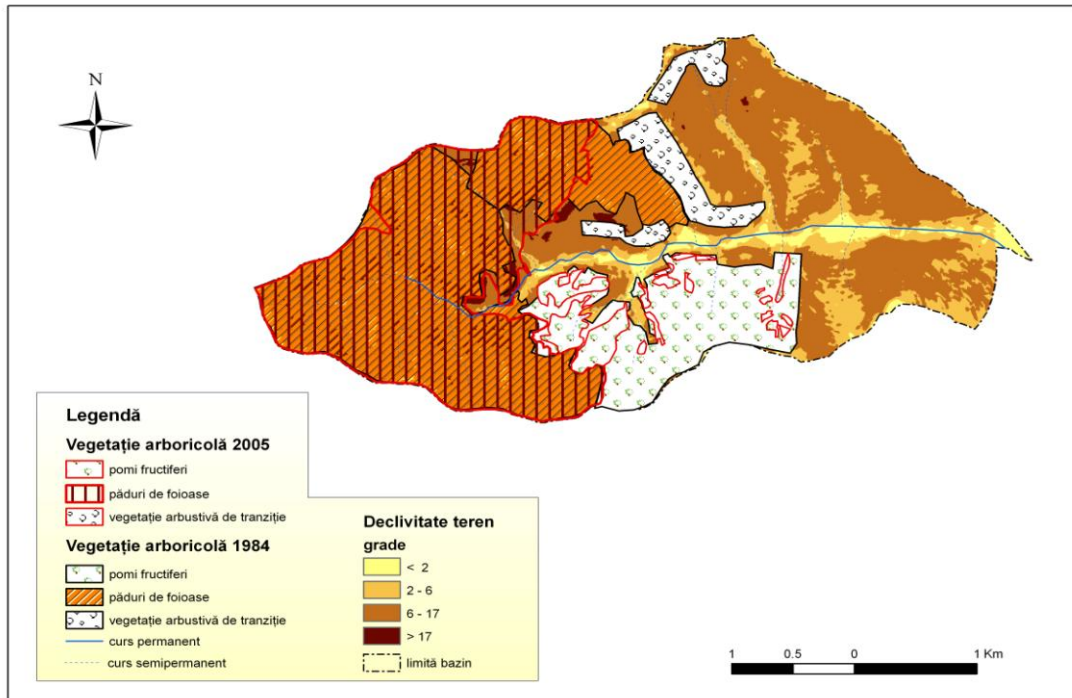 N
Legendă
Vegetație arboricolă 2005
pomi fructiferi
păduri de foioase
vegetație arbustivă de tranziție
Vegetație arboricolă 1984
pomi fructiferi
păduri de foioase
vegetație arbustivă de tranziție
curs permanent
curs semipermanent
Declivitate teren
grade
< 2
2 - 6
6 - 17
> 17
limită bazin
1 0.5 0 1 Km